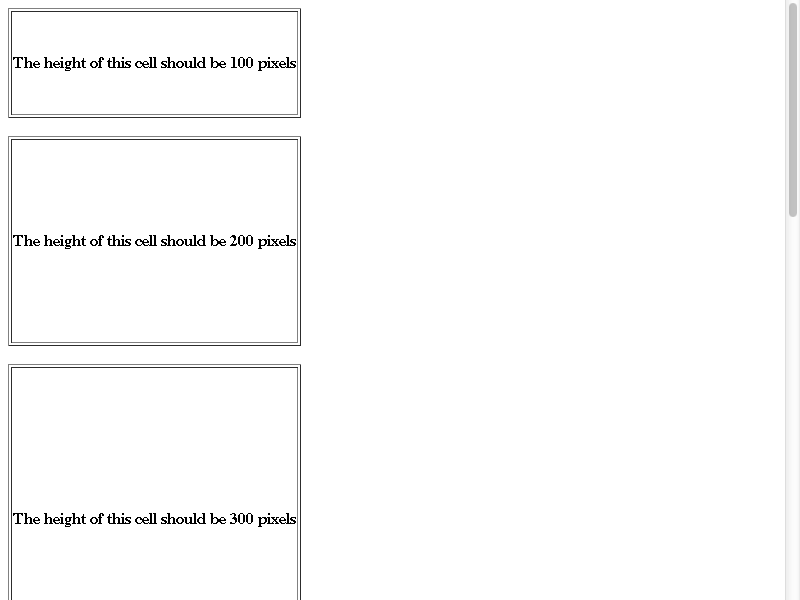 The height of this cell should be 100 pixels
The height of this cell should be 200 pixels
The height of this cell should be 300 pixels